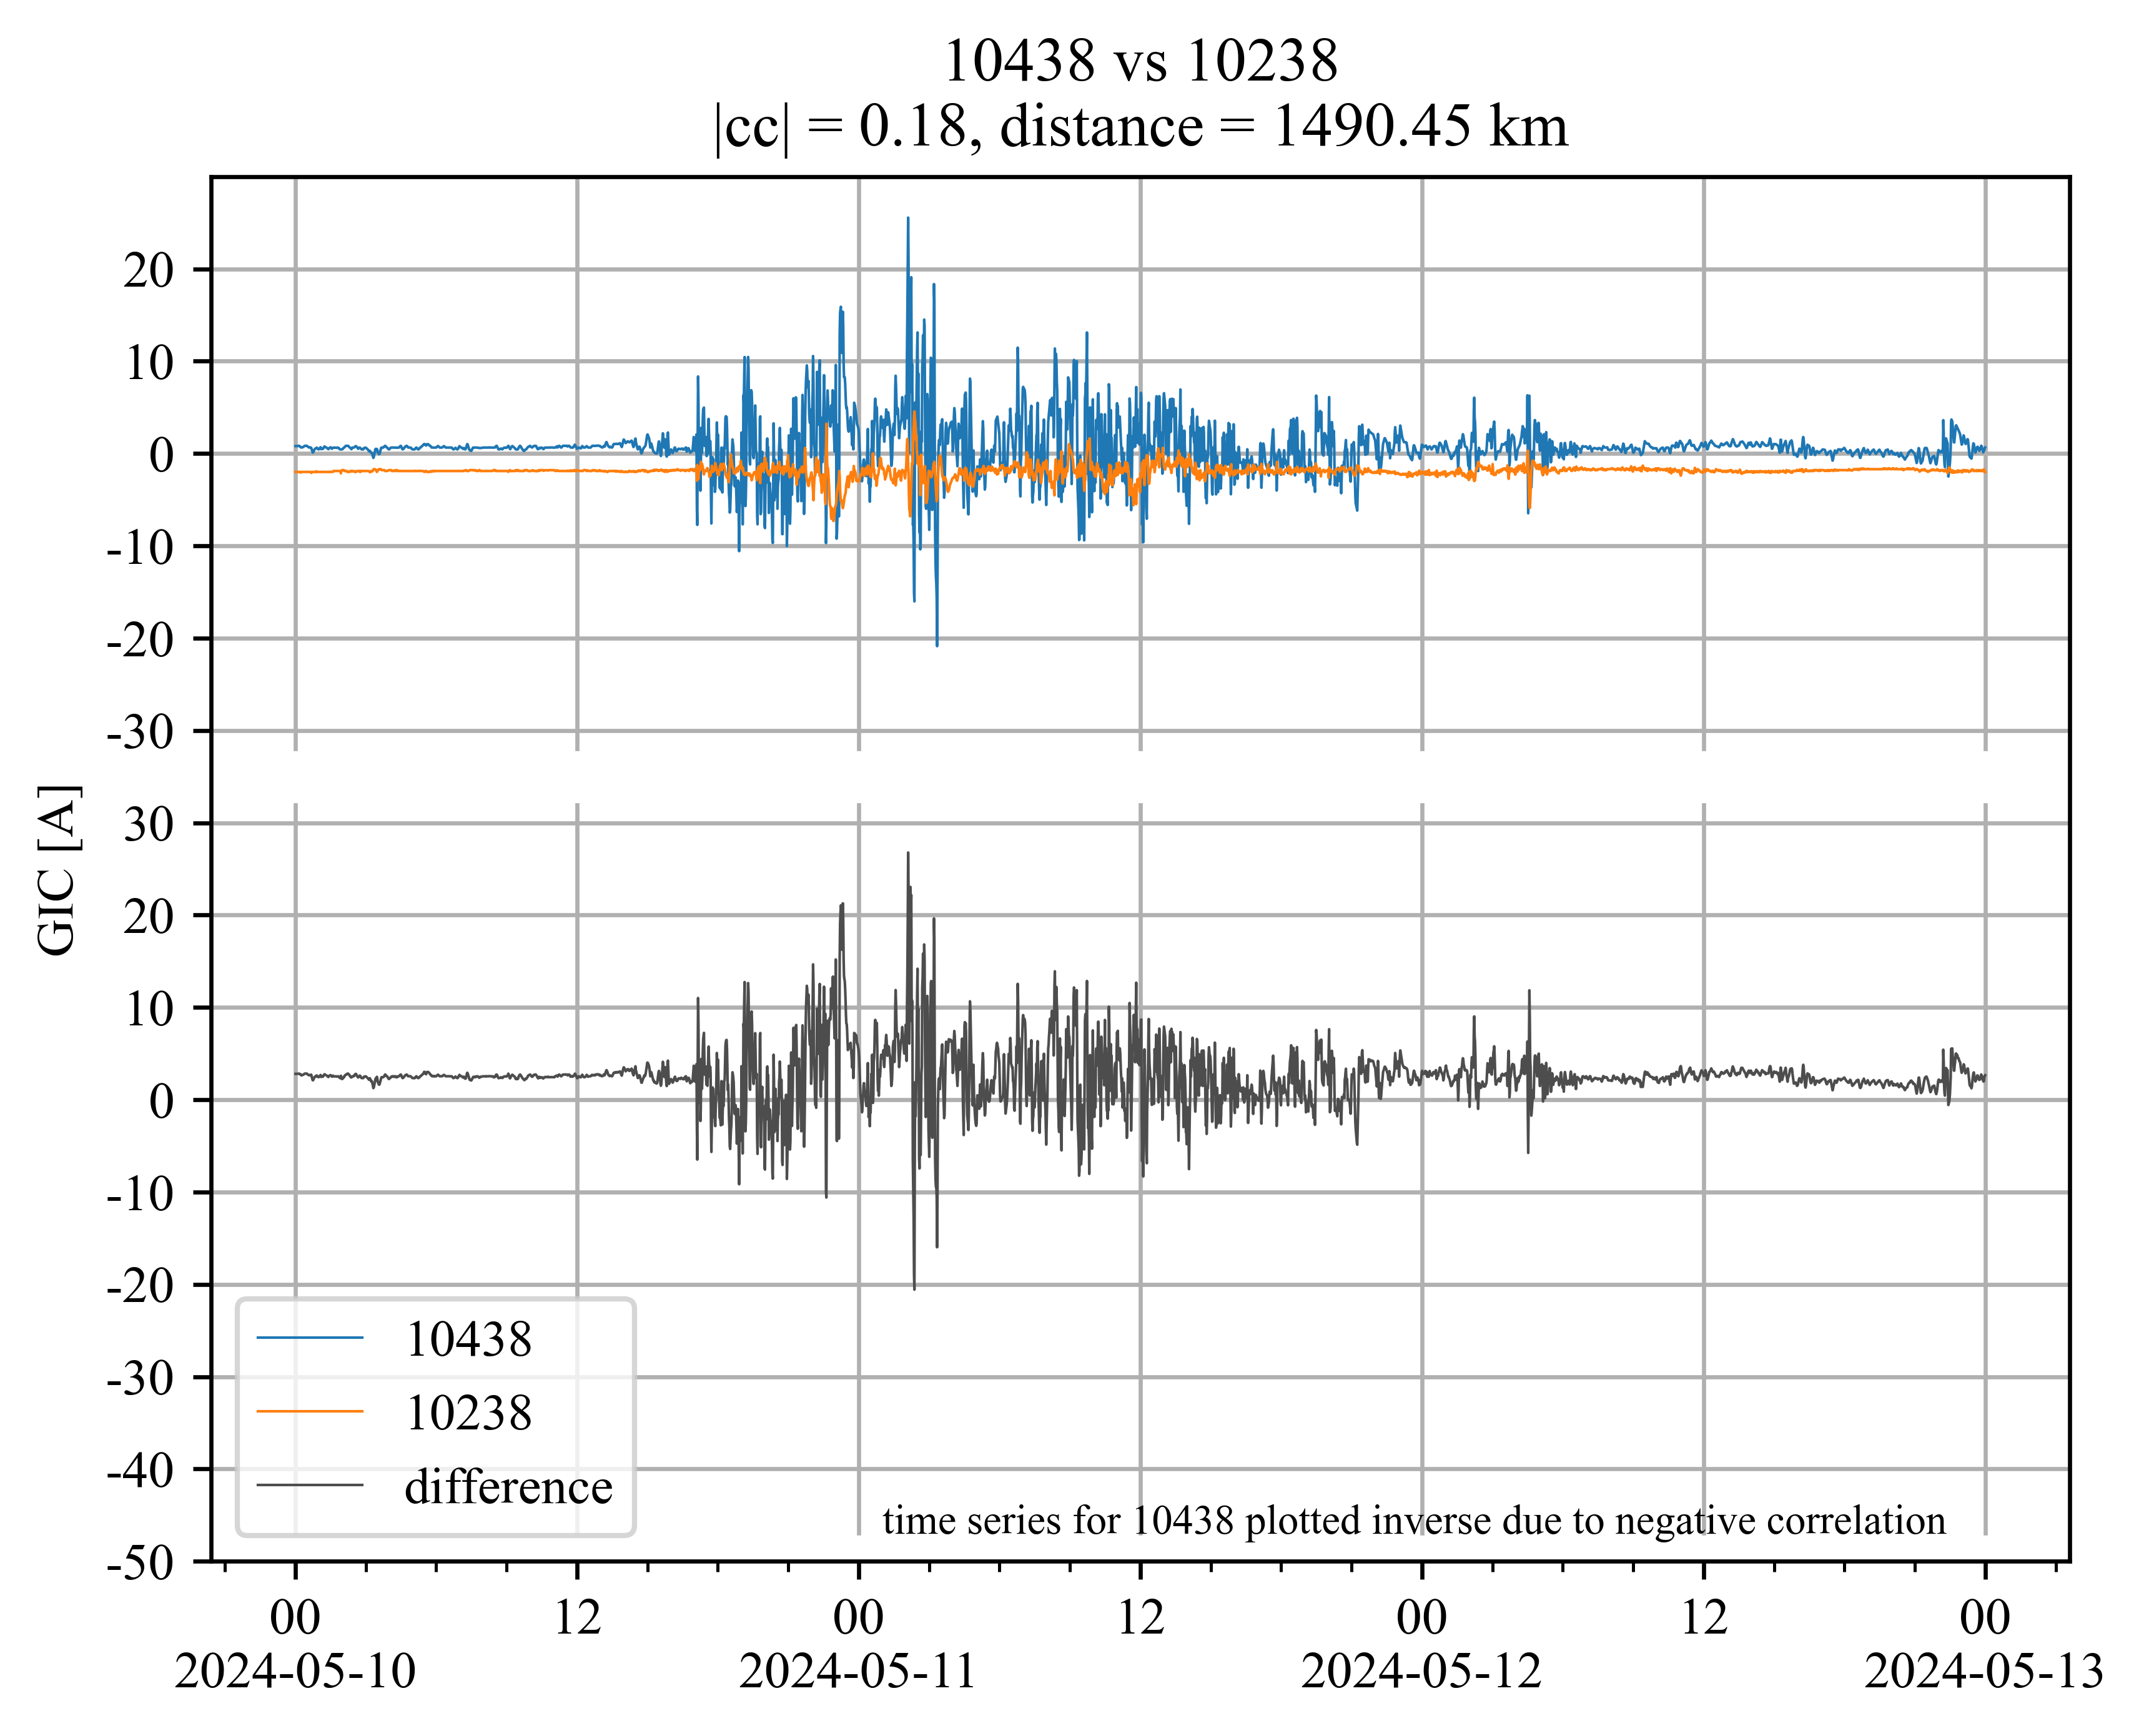 10438 vs 10238
|cc| = 0.18, distance = 1490.45 km
20
10
0
-10
-20
-30
30
20
10
0
-10
-20
-30
-40
-50
GIC [A]
10438
10238
difference
time series for 10438 plotted inverse due to negative correlation
00 12 00 12 00 12 00
2024-05-10 2024-05-11 2024-05-12 2024-05-13